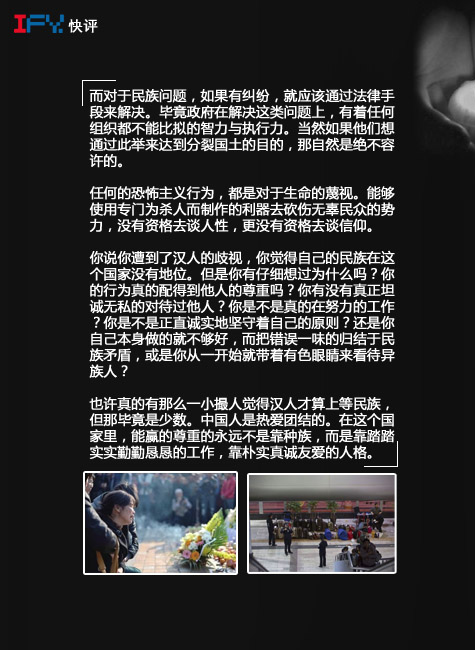 IFY. 快评
而对于民族问题，如果有纠纷，就应该通过法律手
段来解决。毕竟政府在解决这类问题上，有着任何
组织都不能比拟的智力与执行力。当然如果他们想
通过此举来达到分裂国土的目的，那自然是绝不容
许的。
任何的恐怖主义行为，都是对于生命的蔑视。能够
使用专门为杀人而制作的利器去砍伤无辜民众的势
力，没有资格去谈人性，更没有资格去谈信仰。
你说你遭到了汉人的歧视，你觉得自己的民族在这
个国家没有地位。但是你有仔细想过为什么吗？你
的行为真的配得到他人的尊重吗？你有没有真正坦
诚无私的对待过他人？你是不是真的在努力的工作
？你是不是正直诚实地坚守着自己的原则？还是你
自己本身做的就不够好，而把错误一味的归结于民
族矛盾，或是你从一开始就带着有色眼睛来看待异
族人？
也许真的有那么一小撮人觉得汉人才算上等民族，
但那毕竟是少数。中国人是热爱团结的。在这个国
家里，能赢的尊重的永远不是靠种族，而是靠踏踏
实实勤勤恳恳的工作，靠朴实真诚友爱的人格。